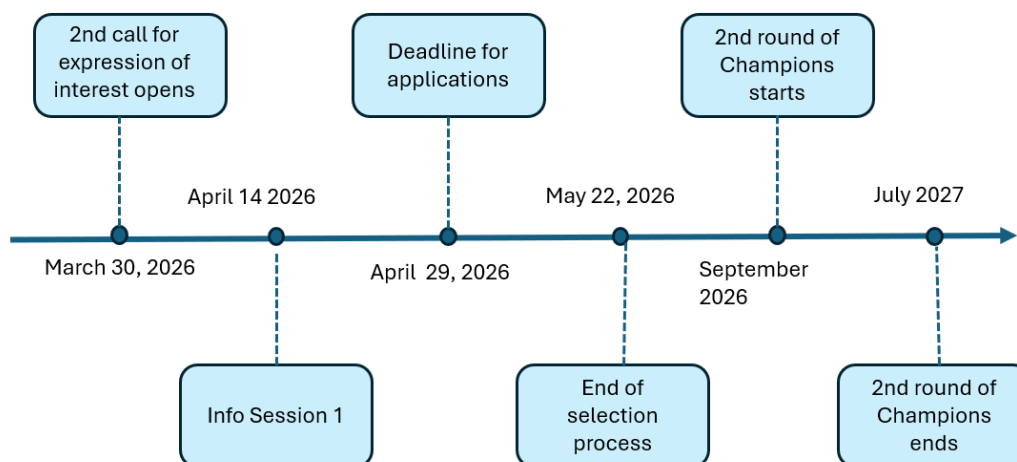 2nd call for
expression of
interest opens
Deadline for
applications
2nd round of
Champions
starts
April 14 2026
May 22, 2026
July 2027
March 30, 2026
April  29, 2026
September
2026
Info Session 1
End of
selection
process
2nd round of
Champions
ends